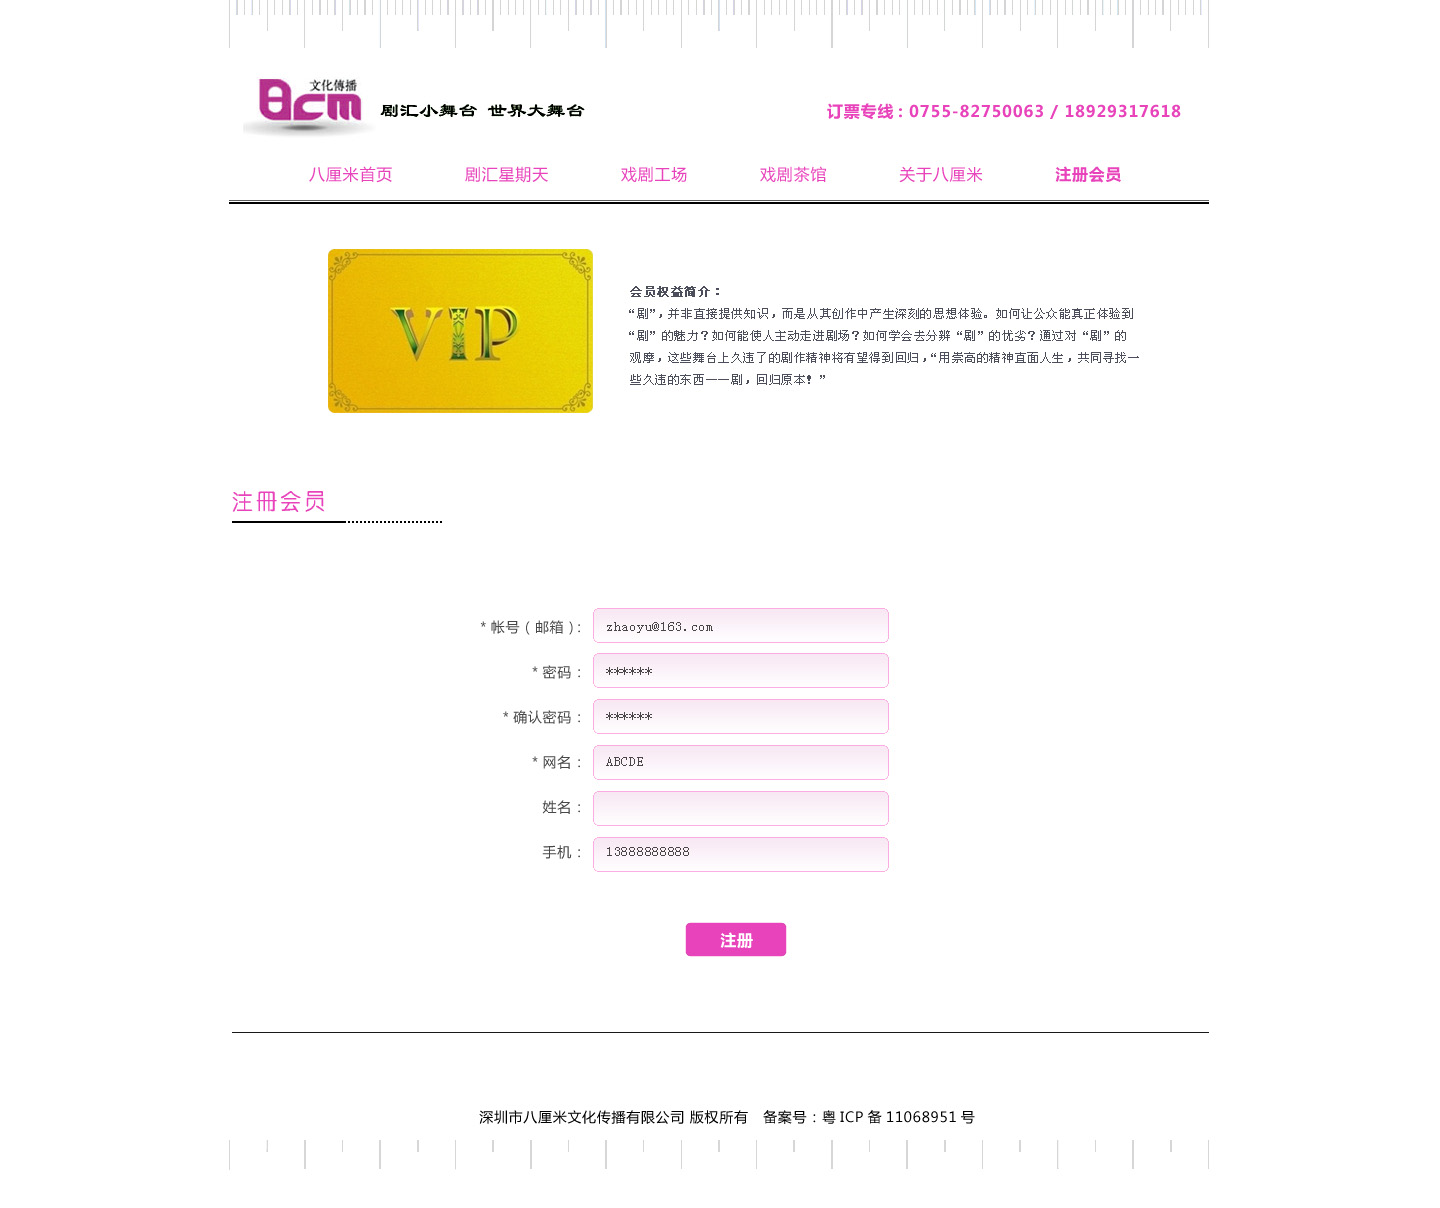 文化傳播
8cm
剧汇小舞台 世界大舞台
订票专线 : 0755-82750063 / 18929317618
八厘米首页 剧汇星期天 戏剧工场 戏剧茶馆 关于八厘米 注册会员
VIP
会员权益简介：
“剧”，并非直接提供知识，而是从其创作中产生深刻的思想体验。如何让公众能真正体验到
“剧”的魅力？如何能使人主动走进剧场？如何学会去分辨“剧”的优劣？通过对“剧”的
观摩，这些舞台上久违了的剧作精神将有望得到回归，“用崇高的精神直面人生，共同寻找一
些久违的东西——剧，回归原本！”
注冊会员
* 帐号 ( 邮箱 ) : zhaoyu@163.com
* 密码 : ******
* 确认密码 : ******
* 网名 : ABCDE
姓名 :
手机 : 13888888888
注册
深圳市八厘米文化传播有限公司 版权所有 备案号 : 粤 ICP 备 11068951 号